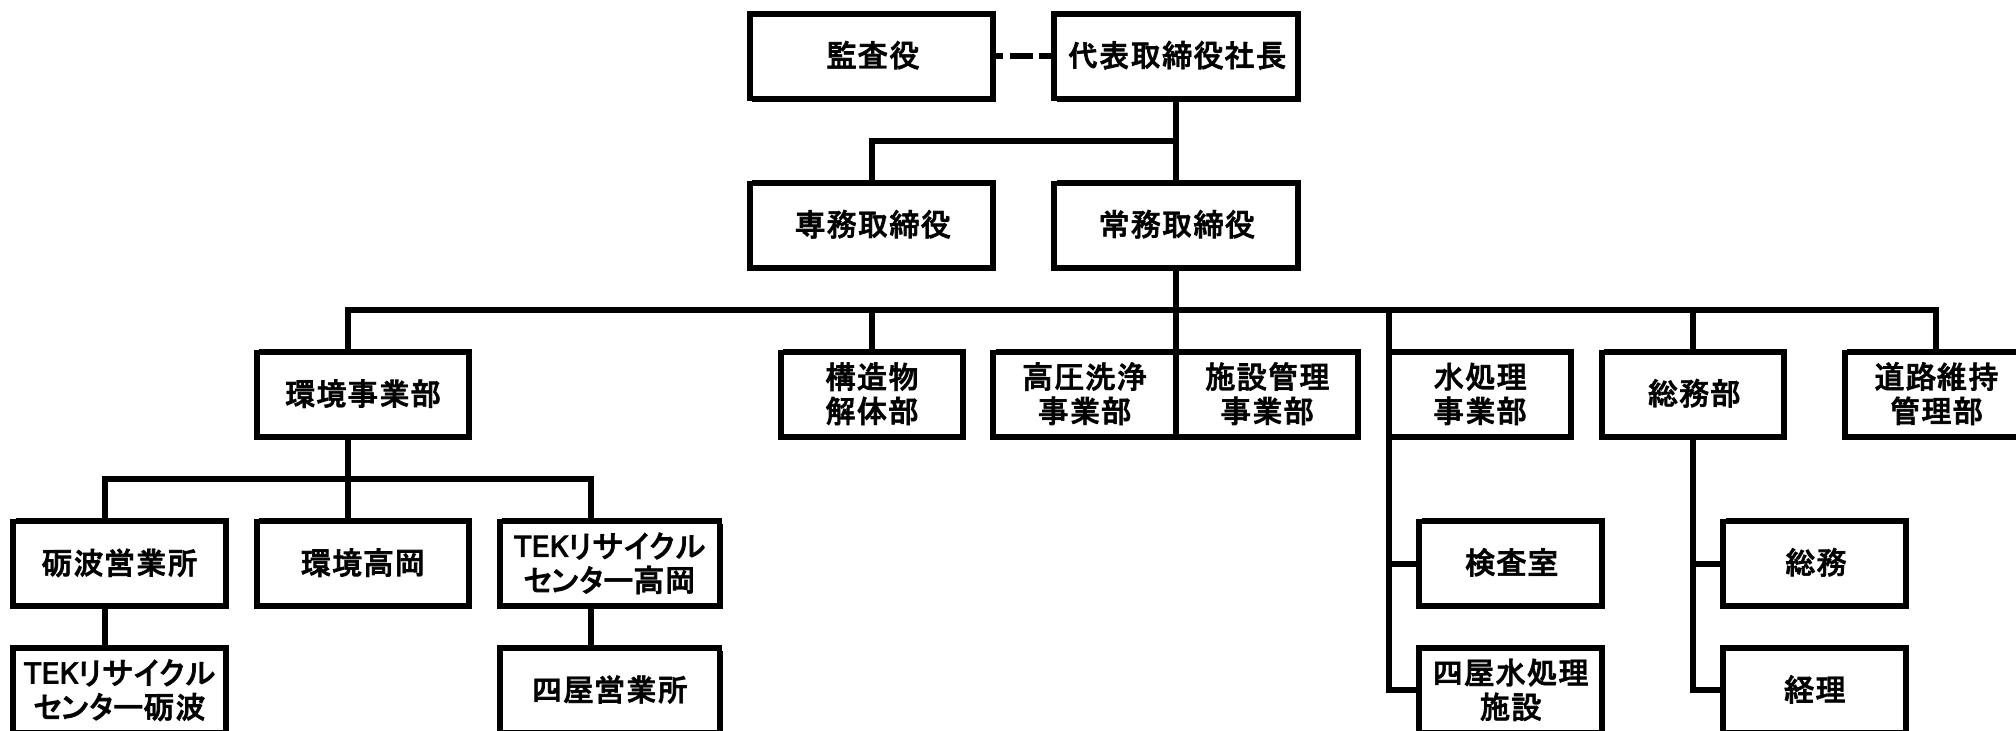 監査役
代表取締役社長
専務取締役
常務取締役
環境事業部
構造物
解体部
高圧洗浄
事業部
施設管理
事業部
水処理
事業部
総務部
道路維持
管理部
砺波営業所
環境高岡
TEKリサイクル
センター高岡
検査室
総務
TEKリサイクル
センター砺波
四屋営業所
四屋水処理
施設
経理